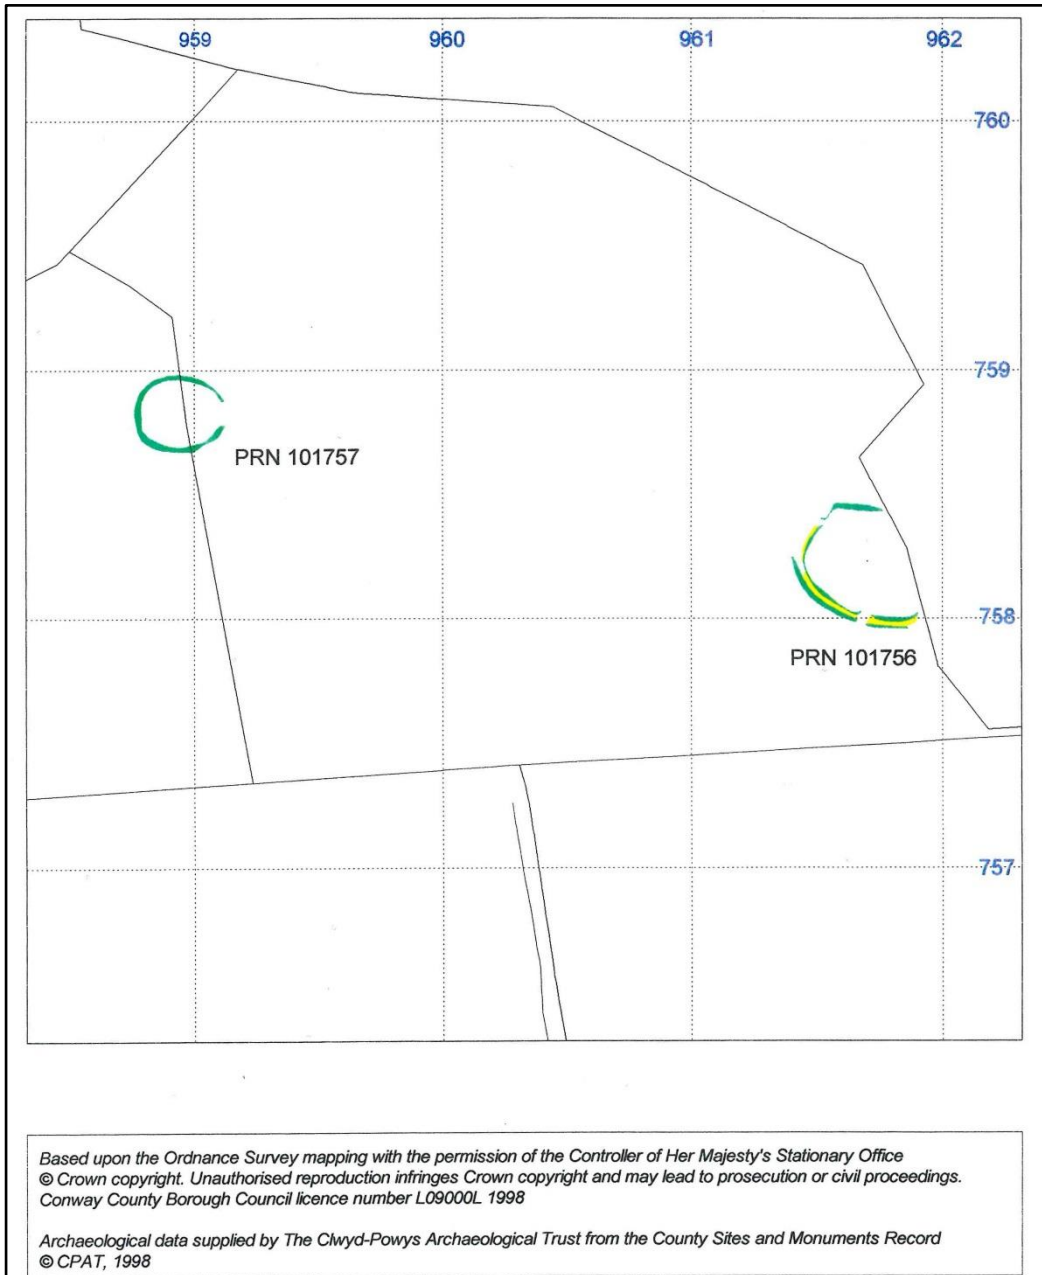 959 960 961 962
760
759
PRN 101757
758
PRN 101756
757
Based upon the Ordnance Survey mapping with the permission of the Controller of Her Majesty's Stationary Office
© Crown copyright. Unauthorised reproduction infringes Crown copyright and may lead to prosecution or civil proceedings.
Conway County Borough Council licence number L09000L 1998
Archaeological data supplied by The Clwyd-Powys Archaeological Trust from the County Sites and Monuments Record
© CPAT, 1998